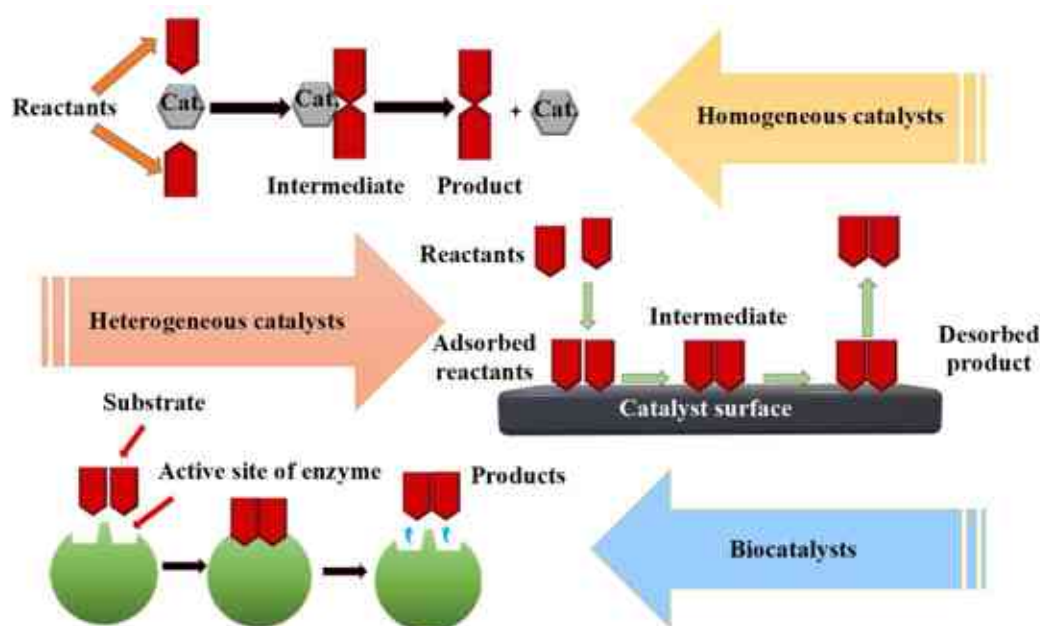 Reactants
Cat.
Cat.
+ Cat.
Intermediate
Product
Homogeneous catalysts
Heterogeneous catalysts
Reactants
Adsorbed
reactants
Intermediate
Desorbed
product
Catalyst surface
Substrate
Active site of enzyme
Products
Biocatalysts